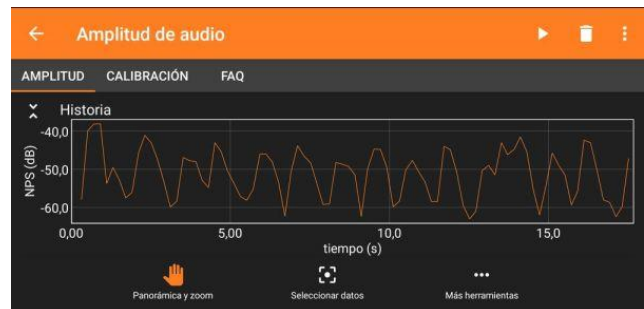 Amplitud de audio
AMPLITUD CALIBRACIÓN FAQ
Historia
-40,0
-50,0
-60,0
NPS (dB)
0,00 5,00 10,0 15,0
tiempo (s)
Panorámica y zoom Seleccionar datos Más herramientas